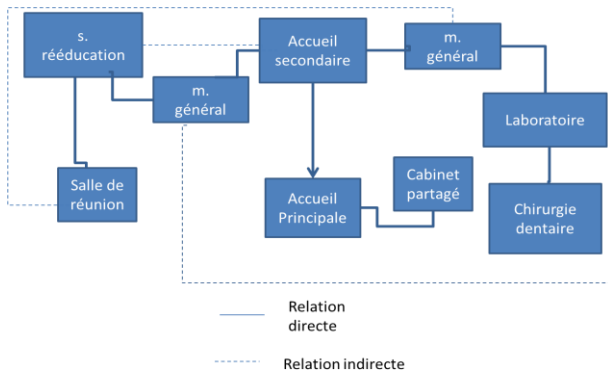 s.
rééducation
Accueil
secondaire
m.
général
m.
général
Laboratoire
Salle de
réunion
Accueil
Principale
Cabinet
partagé
Chirurgie
dentaire
Relation
directe
Relation indirecte